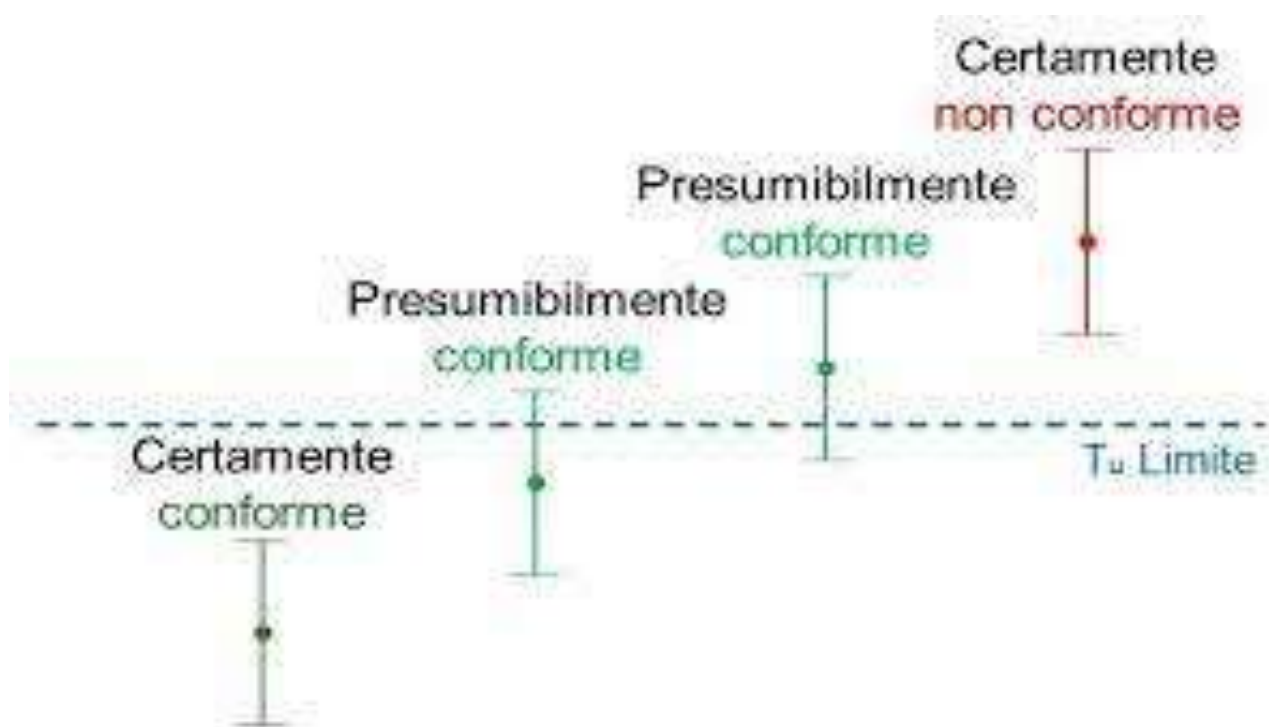 Certamente
non conforme
Presumibilmente
conforme
Presumibilmente
conforme
Certamente
conforme
Tu Limite